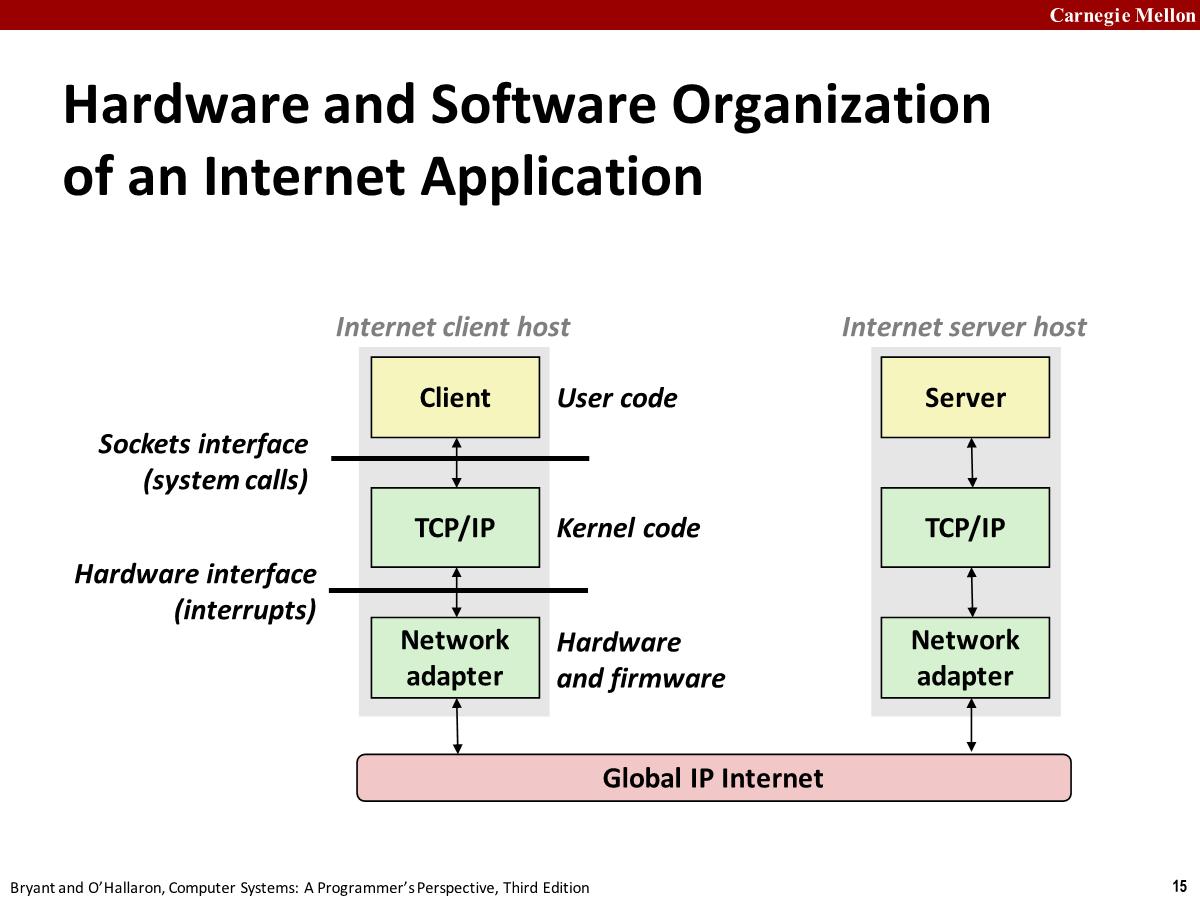 Carnegie Mellon
Hardware and Software Organization
of an Internet Application
Internet client host
Internet server host
Client
User code
Server
Sockets interface
(system calls)
TCP/IP
Kernel code
TCP/IP
Hardware interface
(interrupts)
Network
adapter
Hardware
and firmware
Network
adapter
Global IP Internet
Bryant and O’Hallaron, Computer Systems: A Programmer’s Perspective, Third Edition
15